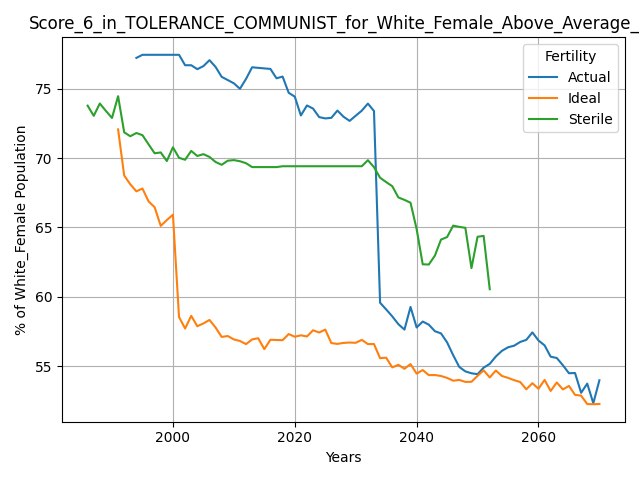 Score_6_in_TOLERANCE_COMMUNIST_for_White_Female_Above_Average_
Fertility
Actual
Ideal
Sterile
% of White_Female Population
75
70
65
60
55
2000
2020
2040
2060
Years